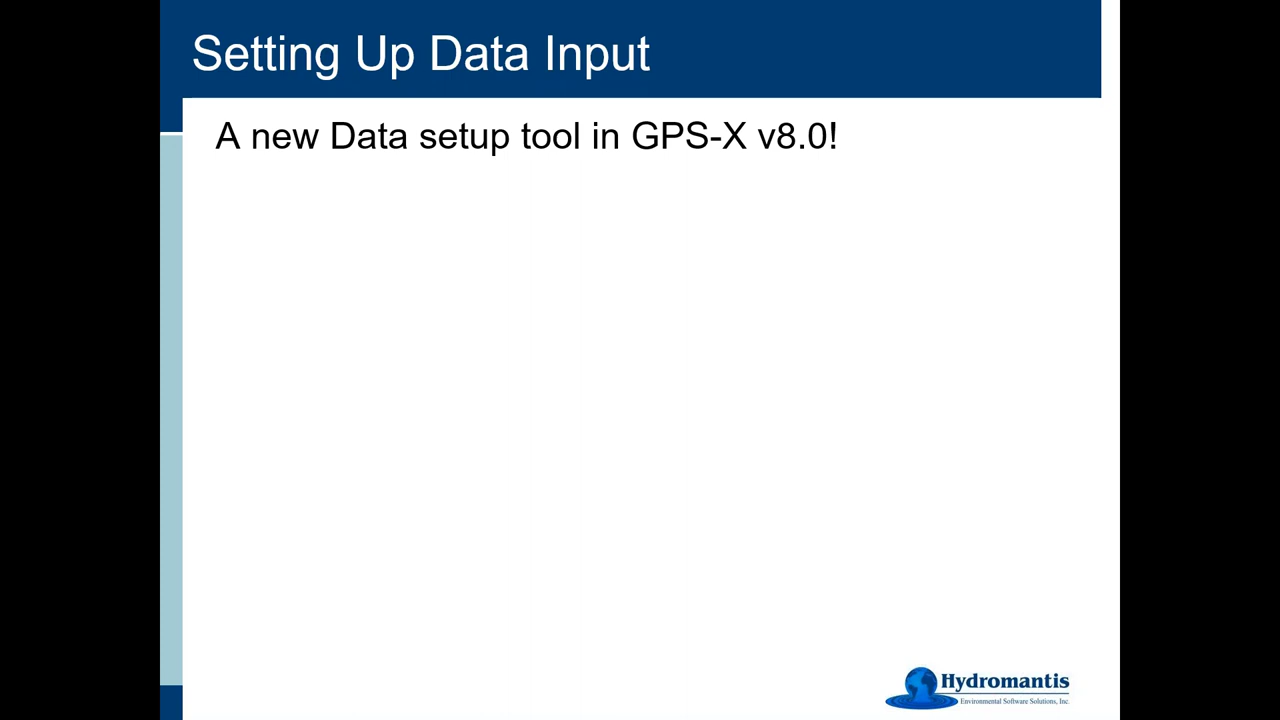 Setting Up Data Input
A new Data setup tool in GPS-X v8.0!
Hydromantis
Environmental Software Solutions, Inc.